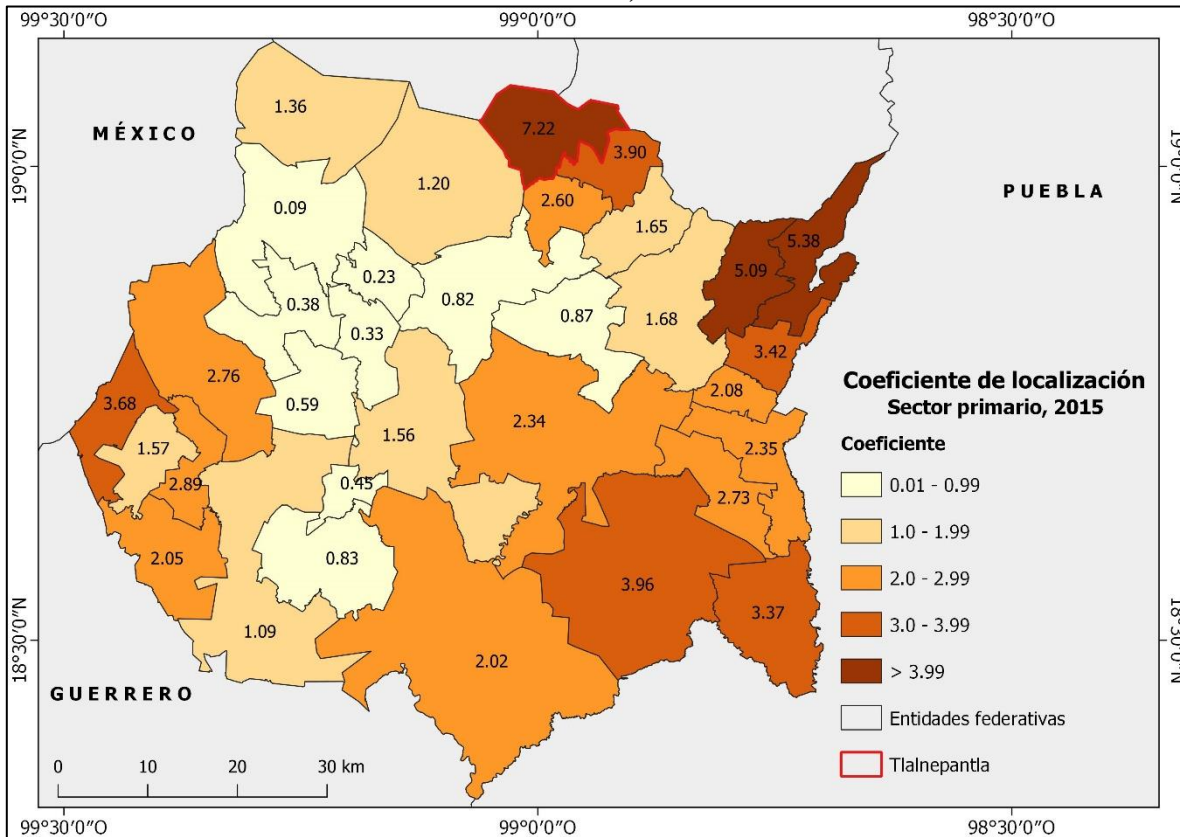 99°30'0"O 99°0'0"O 98°30'0"O
MÉXICO
PUEBLA
GUERRERO
19°0'0"N
18°30'0"N
19°0'0"N
18°30'0"N
1.36
7.22
3.90
1.20
2.60
0.09
1.65
5.38
5.09
0.23
0.38
0.82
0.87
1.68
0.33
3.42
2.76
2.08
3.68
0.59
2.34
1.57
1.56
2.35
2.89
0.45
2.73
2.05
0.83
3.96
3.37
1.09
2.02
Coeficiente de localización
Sector primario, 2015
Coeficiente
0.01 - 0.99
1.0 - 1.99
2.0 - 2.99
3.0 - 3.99
> 3.99
Entidades federativas
Tlalnepantla
0 10 20 30 km
99°30'0"O 99°0'0"O 98°30'0"O